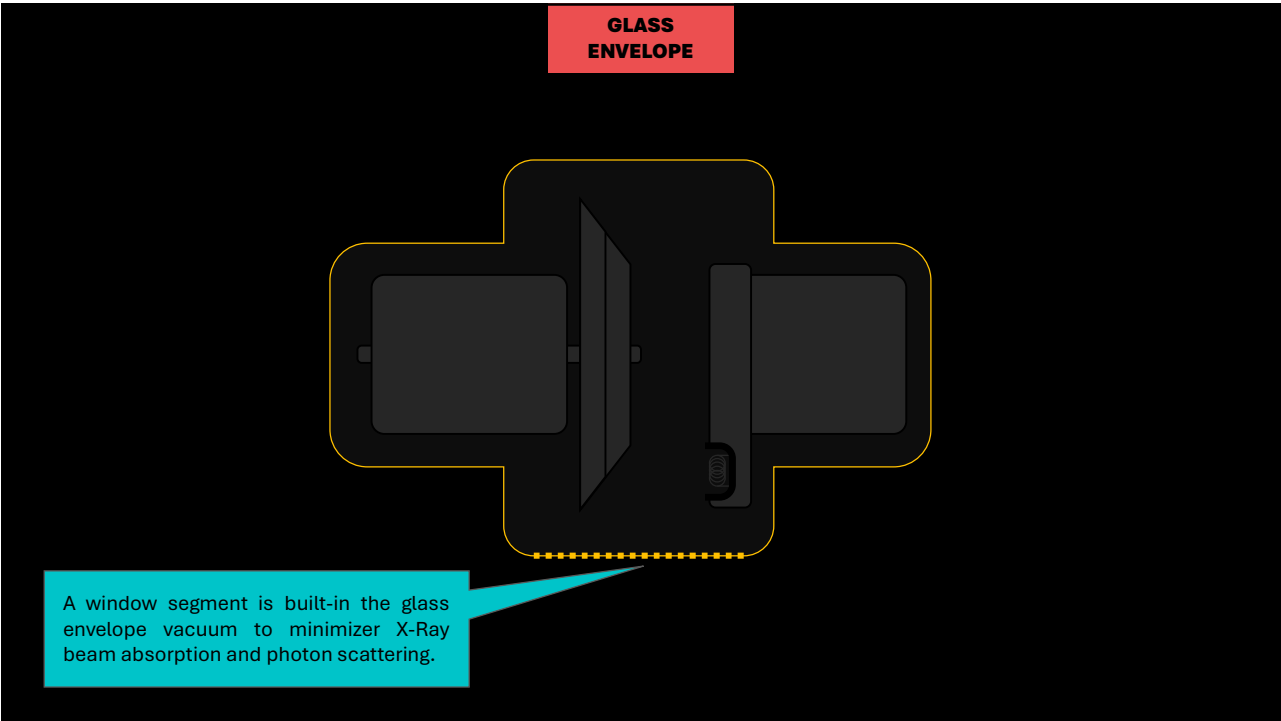 GLASS
ENVELOPE
A window segment is built-in the glass
envelope vacuum to minimizer X-Ray
beam absorption and photon scattering.